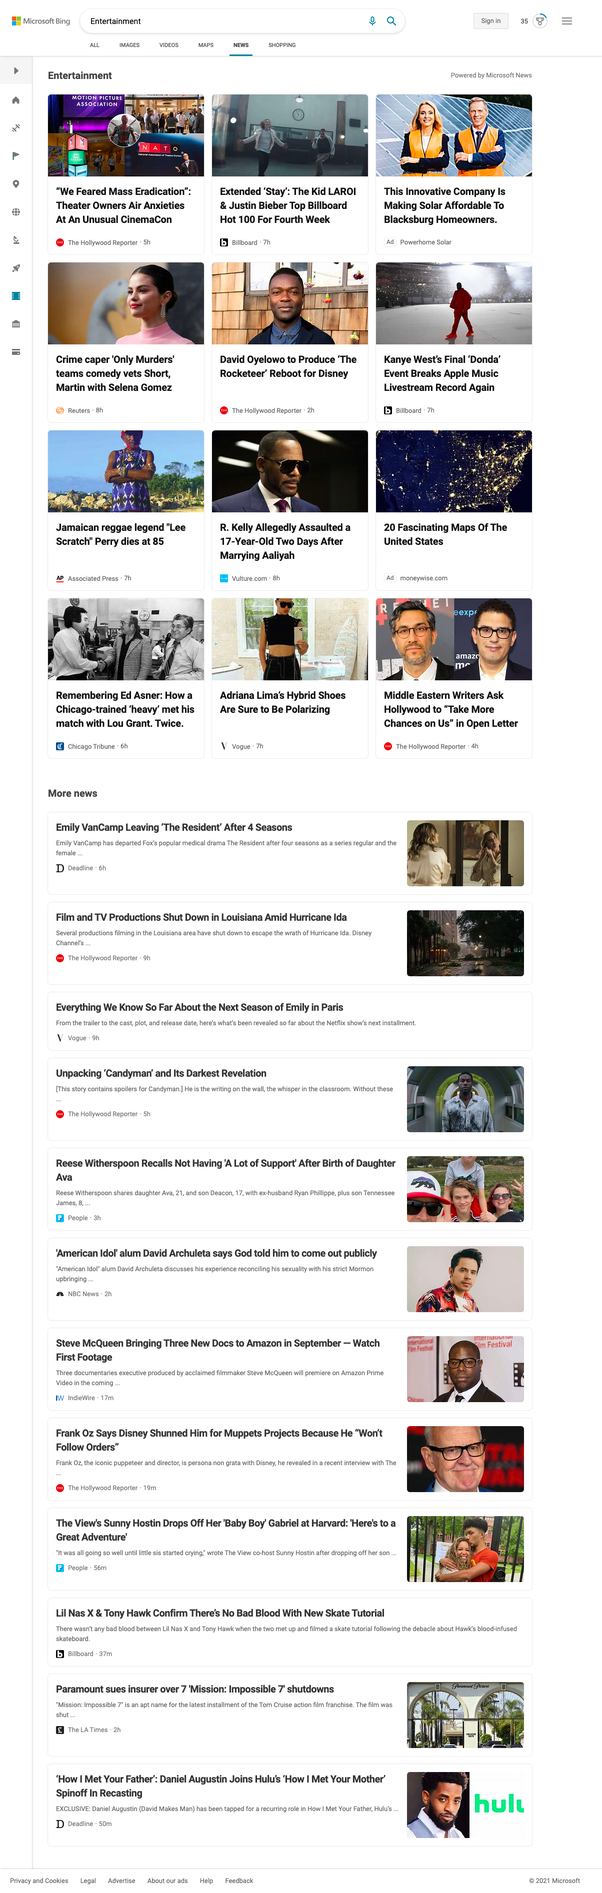 Microsoft Bing
Entertainment
Sign in
35
ALL
IMAGES
VIDEOS
MAPS
NEWS
SHOPPING
Entertainment
Powered by Microsoft News
MOTION PICTURE
ASSOCIATION
NATO
"We Feared Mass Eradication":
Theater Owners Air Anxieties
At An Unusual CinemaCon
The Hollywood Reporter · 5h
Extended 'Stay': The Kid LAROI
& Justin Bieber Top Billboard
Hot 100 For Fourth Week
Billboard · 7h
This Innovative Company Is
Making Solar Affordable To
Blacksburg Homeowners.
Ad Powerhome Solar
Crime caper 'Only Murders'
teams comedy vets Short,
Martin with Selena Gomez
Reuters · 8h
David Oyelowo to Produce 'The
Rocketeer' Reboot for Disney
The Hollywood Reporter · 2h
Kanye West's Final 'Donda'
Event Breaks Apple Music
Livestream Record Again
Billboard · 7h
Jamaican reggae legend "Lee
Scratch" Perry dies at 85
AP Associated Press · 7h
R. Kelly Allegedly Assaulted a
17-Year-Old Two Days After
Marrying Aaliyah
Vulture.com · 8h
20 Fascinating Maps Of The
United States
Ad moneywise.com
Remembering Ed Asner: How a
Chicago-trained 'heavy' met his
match with Lou Grant. Twice.
Chicago Tribune · 6h
Adriana Lima's Hybrid Shoes
Are Sure to Be Polarizing
V Vogue · 7h
Middle Eastern Writers Ask
Hollywood to "Take More
Chances on Us" in Open Letter
The Hollywood Reporter · 4h
More news
Emily VanCamp Leaving 'The Resident' After 4 Seasons
Emily VanCamp has departed Fox's popular medical drama The Resident after four seasons as a series regular and the
female ...
D Deadline · 6h
Film and TV Productions Shut Down in Louisiana Amid Hurricane Ida
Several productions filming in the Louisiana area have shut down to escape the wrath of Hurricane Ida. Disney
Channel's ...
The Hollywood Reporter · 9h
Everything We Know So Far About the Next Season of Emily in Paris
From the trailer to the cast, plot, and release date, here's what's been revealed so far about the Netflix show's next installment.
V Vogue · 9h
Unpacking 'Candyman' and Its Darkest Revelation
[This story contains spoilers for Candyman.] He is the writing on the wall, the whisper in the classroom. Without these
...
The Hollywood Reporter · 5h
Reese Witherspoon Recalls Not Having 'A Lot of Support' After Birth of Daughter
Ava
Reese Witherspoon shares daughter Ava, 21, and son Deacon, 17, with ex-husband Ryan Phillippe, plus son Tennessee
James, 8, ...
P People · 3h
'American Idol' alum David Archuleta says God told him to come out publicly
"American Idol" alum David Archuleta discusses his experience reconciling his sexuality with his strict Mormon
upbringing ...
NBC News · 2h
Steve McQueen Bringing Three New Docs to Amazon in September — Watch
First Footage
Three documentaries executive produced by acclaimed filmmaker Steve McQueen will premiere on Amazon Prime
Video in the coming ...
IW IndieWire · 17m
Frank Oz Says Disney Shunned Him for Muppets Projects Because He "Won't
Follow Orders"
Frank Oz, the iconic puppeteer and director, is persona non grata with Disney, he revealed in a recent interview with The
...
The Hollywood Reporter · 19m
The View's Sunny Hostin Drops Off Her 'Baby Boy' Gabriel at Harvard: 'Here's to a
Great Adventure'
"It was all going so well until little sis started crying," wrote The View co-host Sunny Hostin after dropping off her son ...
P People · 56m
Lil Nas X & Tony Hawk Confirm There's No Bad Blood With New Skate Tutorial
There wasn't any bad blood between Lil Nas X and Tony Hawk when the two met up and filmed a skate tutorial following the debacle about Hawk's blood-infused
skateboard.
Billboard · 37m
Paramount sues insurer over 7 'Mission: Impossible 7' shutdowns
"Mission: Impossible 7" is an apt name for the latest installment of the Tom Cruise action film franchise. The film was
shut ...
The LA Times · 2h
'How I Met Your Father': Daniel Augustin Joins Hulu's 'How I Met Your Mother'
Spinoff In Recasting
EXCLUSIVE: Daniel Augustin (David Makes Man) has been tapped for a recurring role in How I Met Your Father, Hulu's ...
D Deadline · 50m
hulu
Privacy and Cookies
Legal
Advertise
About our ads
Help
Feedback
© 2021 Microsoft